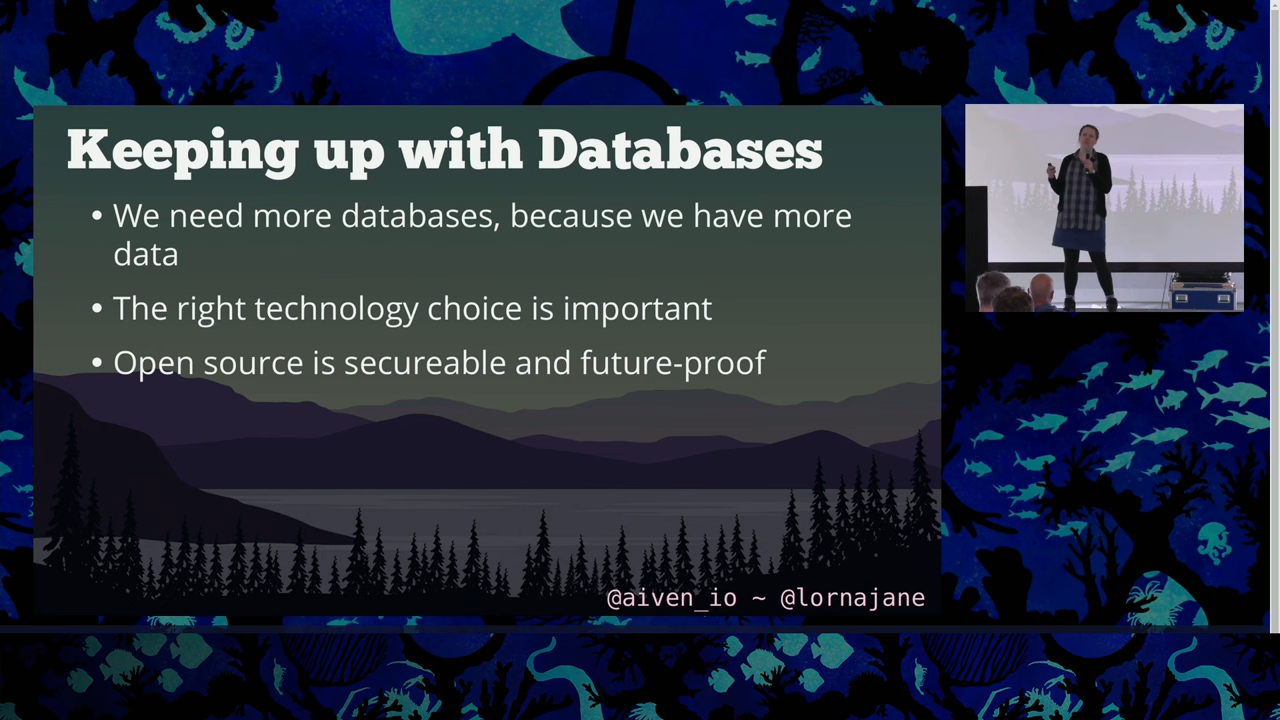 Keeping up with Databases
• We need more databases, because we have more
data
• The right technology choice is important
• Open source is secureable and future-proof
@aiven_io ~ @lornajane